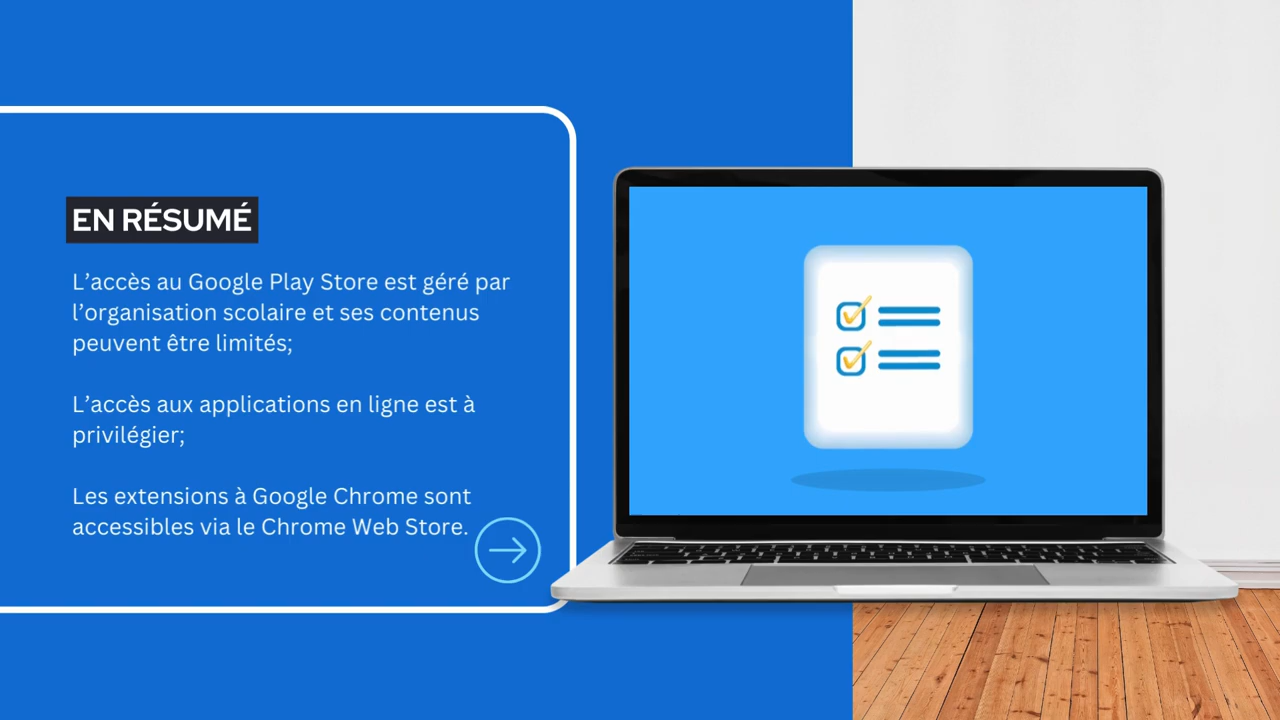 EN RÉSUMÉ
L’accès au Google Play Store est géré par
l’organisation scolaire et ses contenus
peuvent être limités;
L’accès aux applications en ligne est à
privilégier;
Les extensions à Google Chrome sont
accessibles via le Chrome Web Store.